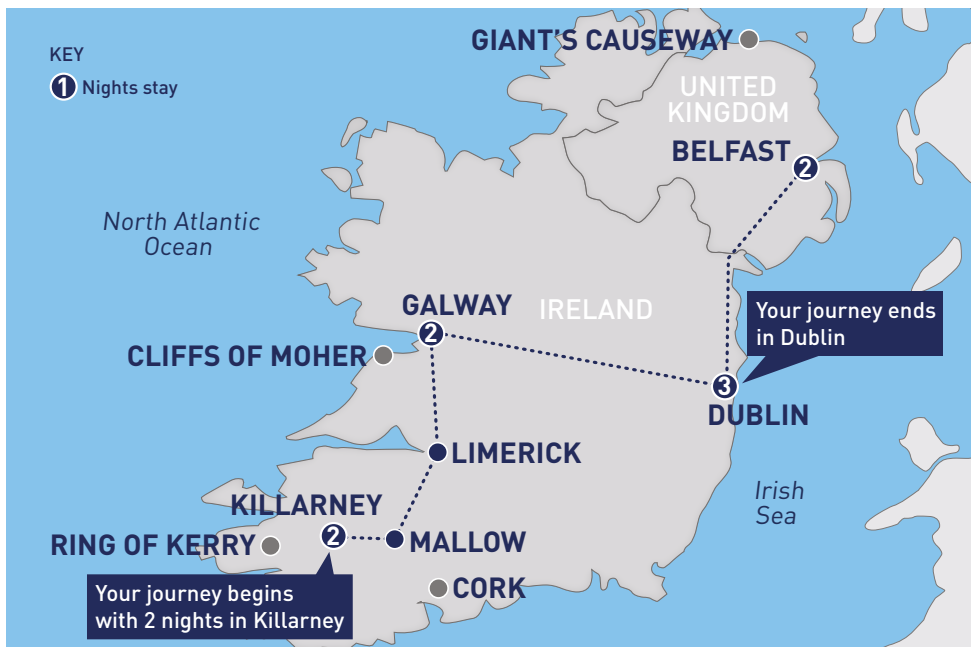 GIANT'S CAUSEWAY
KEY
1 Nights stay
UNITED
KINGDOM
BELFAST
2
North Atlantic
Ocean
GALWAY
2
IRELAND
Your journey ends
in Dublin
CLIFFS OF MOHER
3
DUBLIN
LIMERICK
Irish
Sea
KILLARNEY
2
RING OF KERRY
MALLOW
CORK
Your journey begins
with 2 nights in Killarney